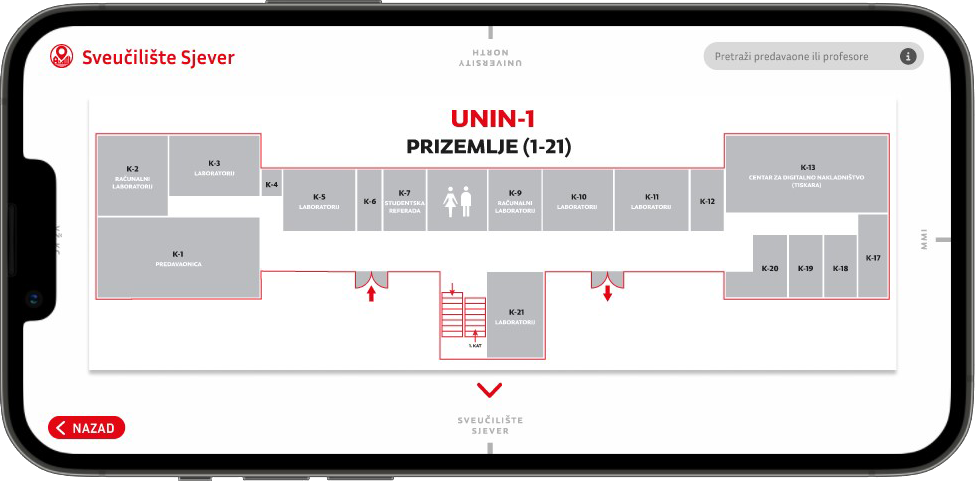 Sveučilište Sjever
NORTH
UNIVERSITY
Pretraži predavaone ili profesore
i
UNIN-1
PRIZEMLJE (1-21)
K-2
RAČUNALNI
LABORATORIJ
K-3
LABORATORIJ
K-4
K-5
LABORATORIJ
K-6
K-7
STUDENTSKA
REFERADA
K-9
RAČUNALNI
LABORATORIJ
K-10
LABORATORIJ
K-11
LABORATORIJ
K-12
K-13
CENTAR ZA DIGITALNO NAKLADNIŠTVO
(TISKARA)
K-1
PREDAVAONICA
K-20
K-19
K-18
K-17
K-21
LABORATORIJ
1. KAT
IMM
NAZAD
SVEUČILIŠTE
SJEVER